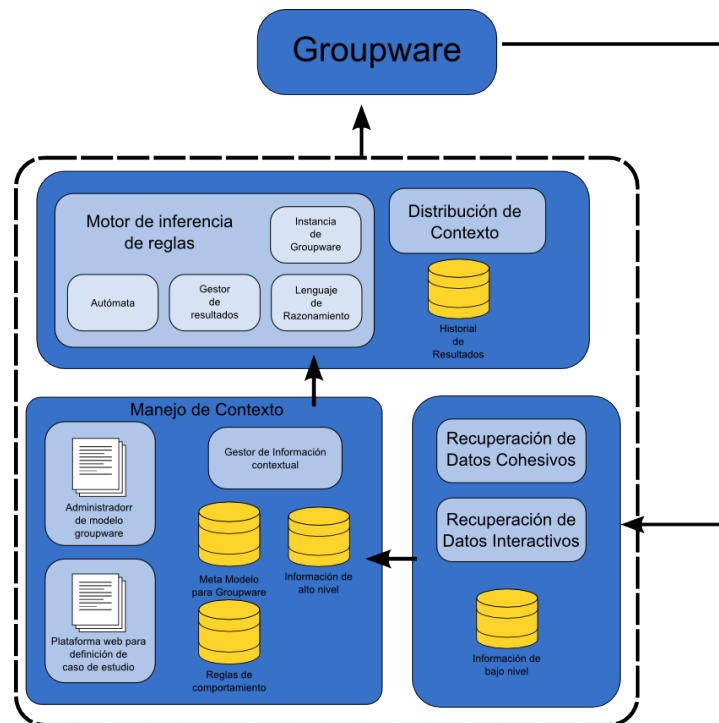 Groupware
Motor de inferencia
de reglas
Instancia
de
Groupware
Autómata
Gestor
de
resultados
Lenguaje
de
Razonamiento
Distribución de
Contexto
Historial
de
Resultados
Manejo de Contexto
Administradorr
de modelo
groupware
Gestor de Información
contextual
Meta Modelo
para Groupware
Información de
alto nivel
Plataforma web para
definición de
caso de estudio
Reglas de
comportamiento
Recuperación de
Datos Cohesivos
Recuperación de
Datos Interactivos
Información de
bajo nivel